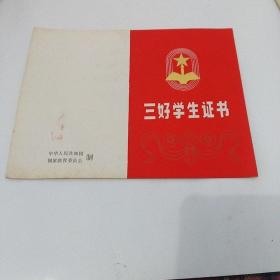 三好学生证书
中华人民共和国
国家教育委员会 制